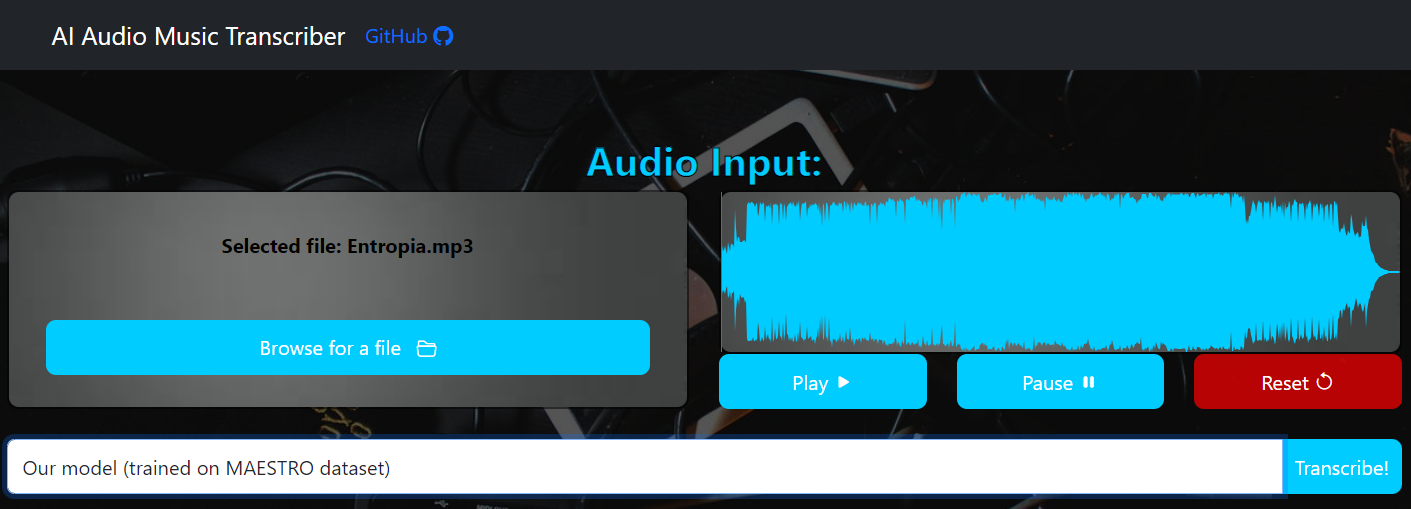 AI Audio Music Transcriber GitHub
Audio Input:
Selected file: Entropia.mp3
Browse for a file
Play
Pause
Reset
Our model (trained on MAESTRO dataset)
Transcribe!